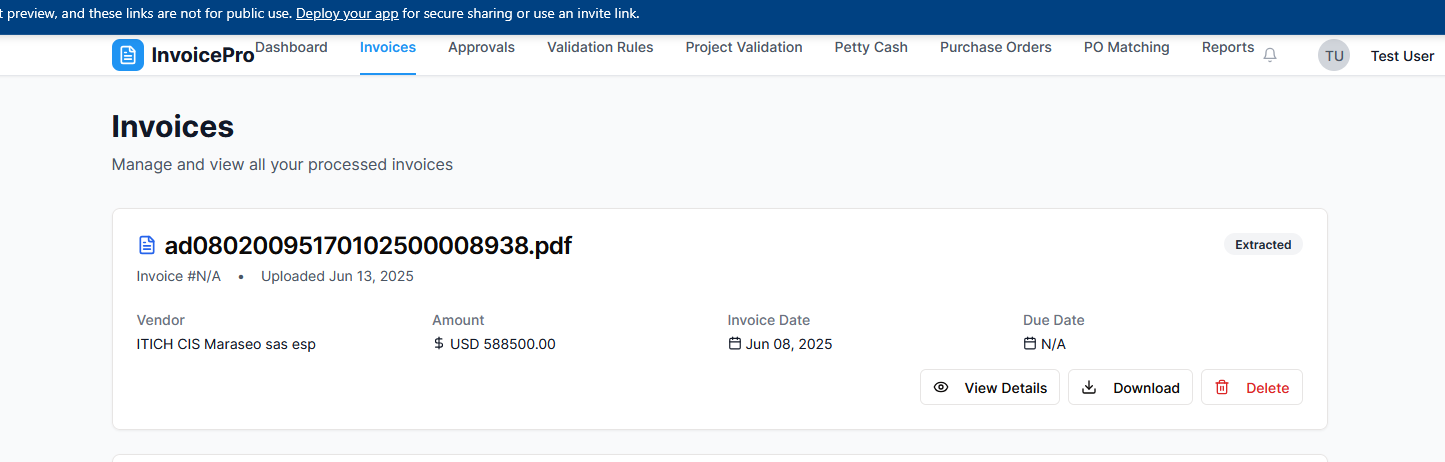 t preview, and these links are not for public use. Deploy your app for secure sharing or use an invite link.
InvoicePro Dashboard Invoices Approvals Validation Rules Project Validation Petty Cash Purchase Orders PO Matching Reports TU Test User
Invoices
Manage and view all your processed invoices
ad08020095170102500008938.pdf Extracted
Invoice #N/A • Uploaded Jun 13, 2025
Vendor Amount Invoice Date Due Date
ITICH CIS Maraseo sas esp $ USD 588500.00 Jun 08, 2025 N/A
View Details Download Delete